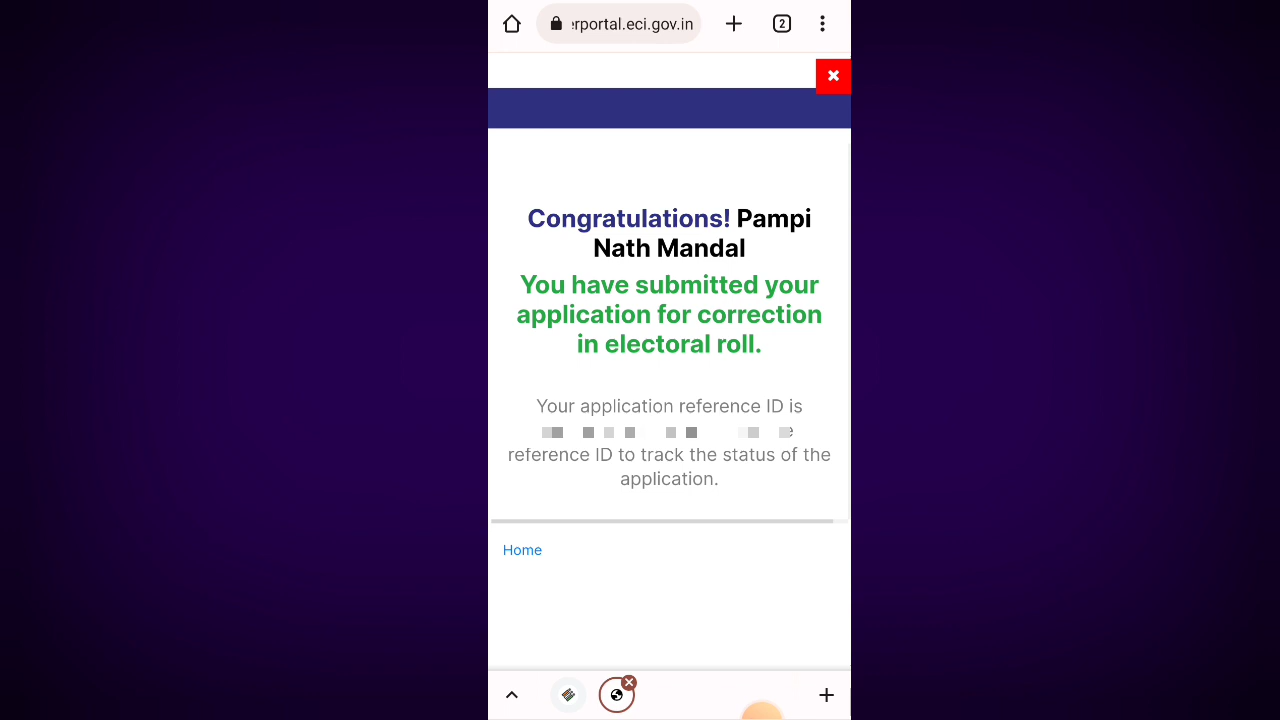 erportal.eci.gov.in
2
Congratulations! Pampi
Nath Mandal
You have submitted your
application for correction
in electoral roll.
Your application reference ID is
reference ID to track the status of the
application.
Home